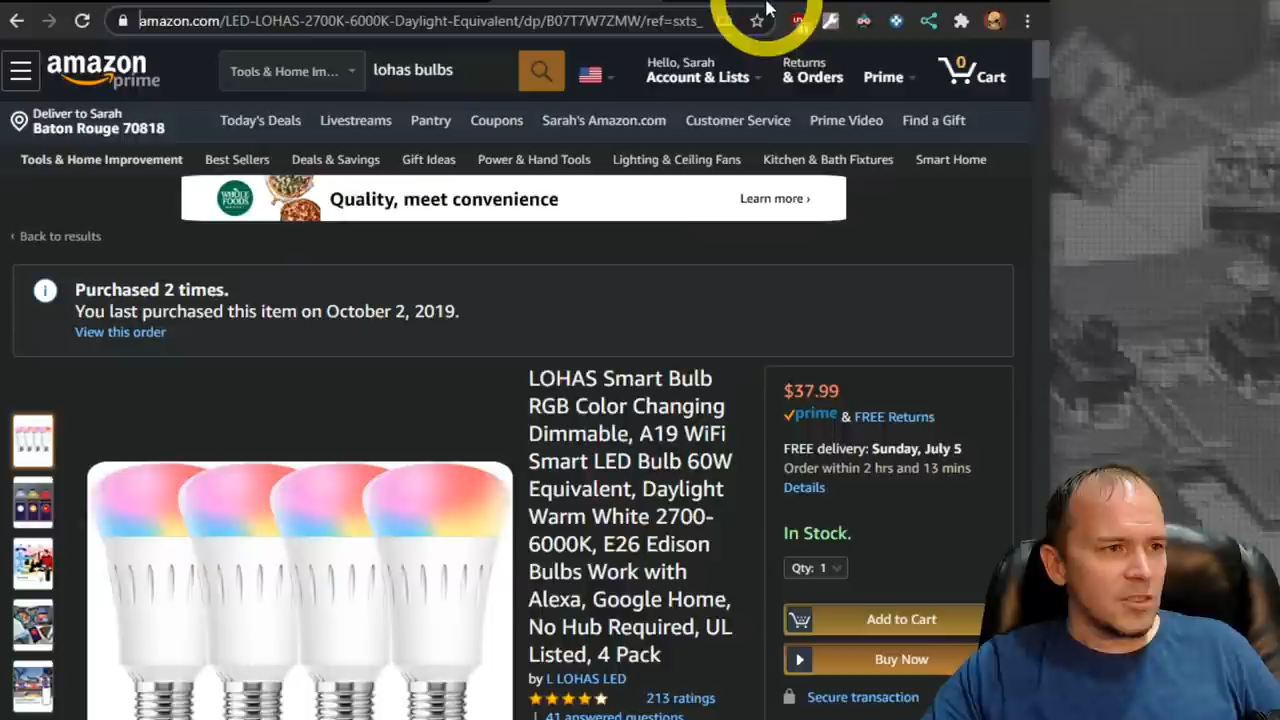 amazon.com/LED-LOHAS-2700K-6000K-Daylight-Equivalent/dp/B07T7W7ZMW/ref=sxts_
amazon prime
Tools & Home Im...
lohas bulbs
Hello, Sarah
Account & Lists
Returns
& Orders
Prime
0
Cart
Deliver to Sarah
Baton Rouge 70818
Today's Deals
Livestreams
Pantry
Coupons
Sarah's Amazon.com
Customer Service
Prime Video
Find a Gift
Tools & Home Improvement
Best Sellers
Deals & Savings
Gift Ideas
Power & Hand Tools
Lighting & Ceiling Fans
Kitchen & Bath Fixtures
Smart Home
WHOLE
FOODS
Quality, meet convenience
Learn more ›
‹ Back to results
Purchased 2 times.
You last purchased this item on October 2, 2019.
View this order
LOHAS Smart Bulb
RGB Color Changing
Dimmable, A19 WiFi
Smart LED Bulb 60W
Equivalent, Daylight
Warm White 2700-
6000K, E26 Edison
Bulbs Work with
Alexa, Google Home,
No Hub Required, UL
Listed, 4 Pack
by L LOHAS LED
213 ratings
| 41 answered questions
$37.99
prime & FREE Returns
FREE delivery: Sunday, July 5
Order within 2 hrs and 13 mins
Details
In Stock.
Qty: 1
Add to Cart
Buy Now
Secure transaction